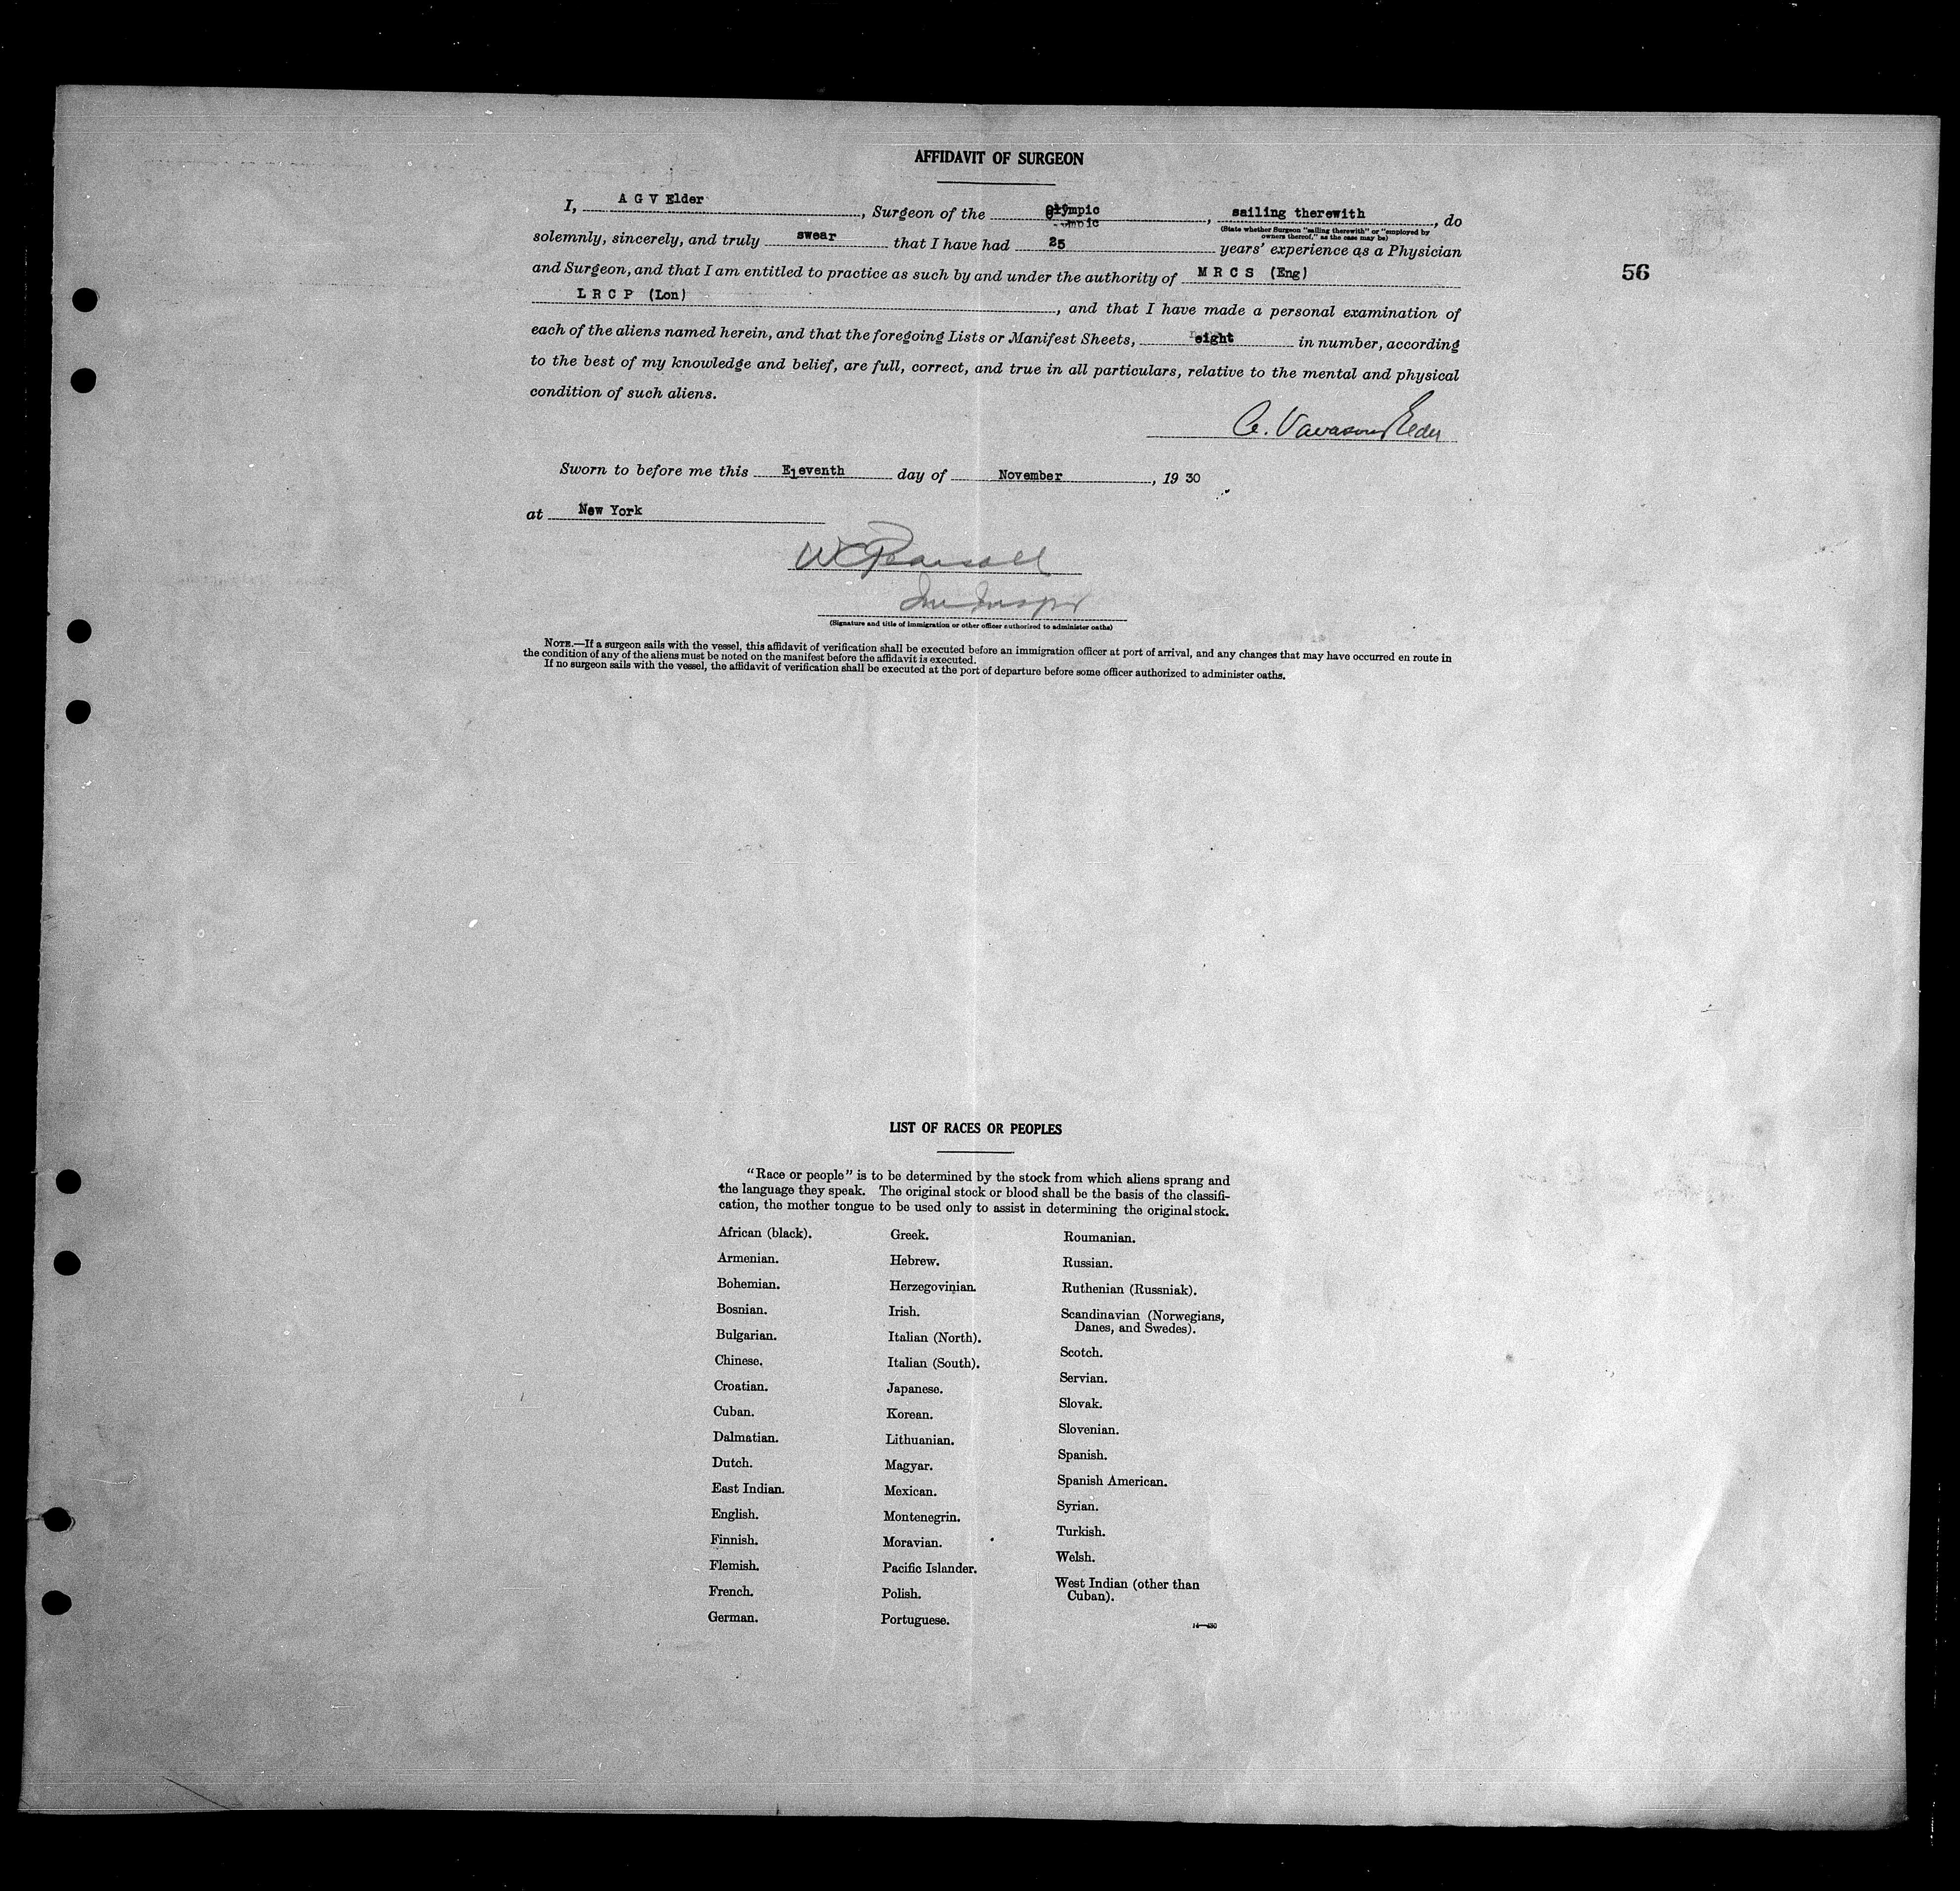 AFFIDAVIT OF SURGEON
I, A G V Elder, Surgeon of the Olympic, sailing therewith, do
(State whether Surgeon "sailing therewith" or "employed by
owners thereof," as the case may be)
solemnly, sincerely, and truly swear that I have had 25 years' experience as a Physician
and Surgeon, and that I am entitled to practice as such by and under the authority of M R C S (Eng)
56
L R C P (Lon), and that I have made a personal examination of
each of the aliens named herein, and that the foregoing Lists or Manifest Sheets, eight in number, according
to the best of my knowledge and belief, are full, correct, and true in all particulars, relative to the mental and physical
condition of such aliens.
Vavasour Elder
Sworn to before me this Eleventh day of November, 1930
at New York
W Pearsall
(Signature and title of immigration or other officer authorized to administer oaths)
NOTE.—If a surgeon sails with the vessel, this affidavit of verification shall be executed before an immigration officer at port of arrival, and any changes that may have occurred en route in
the condition of any of the aliens must be noted on the manifest before the affidavit is executed.
If no surgeon sails with the vessel, the affidavit of verification shall be executed at the port of departure before some officer authorized to administer oaths.
LIST OF RACES OR PEOPLES
"Race or people" is to be determined by the stock from which aliens sprang and
the language they speak. The original stock or blood shall be the basis of the classifi-
cation, the mother tongue to be used only to assist in determining the original stock.
African (black).
Armenian.
Bohemian.
Bosnian.
Bulgarian.
Chinese.
Croatian.
Cuban.
Dalmatian.
Dutch.
East Indian.
English.
Finnish.
Flemish.
French.
German.
Greek.
Hebrew.
Herzegovinian.
Irish.
Italian (North).
Italian (South).
Japanese.
Korean.
Lithuanian.
Magyar.
Mexican.
Montenegrin.
Moravian.
Pacific Islander.
Polish.
Portuguese.
Roumanian.
Russian.
Ruthenian (Russniak).
Scandinavian (Norwegians,
Danes, and Swedes).
Scotch.
Servian.
Slovak.
Slovenian.
Spanish.
Spanish American.
Syrian.
Turkish.
Welsh.
West Indian (other than
Cuban).